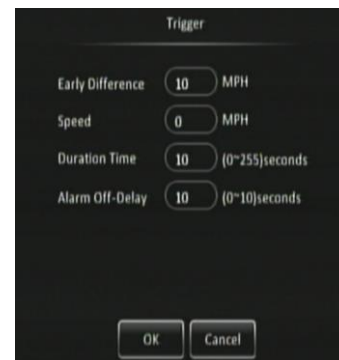 Trigger
Early Difference 10 MPH
Speed 0 MPH
Duration Time 10 (0~255)seconds
Alarm Off-Delay 10 (0~10)seconds
OK Cancel